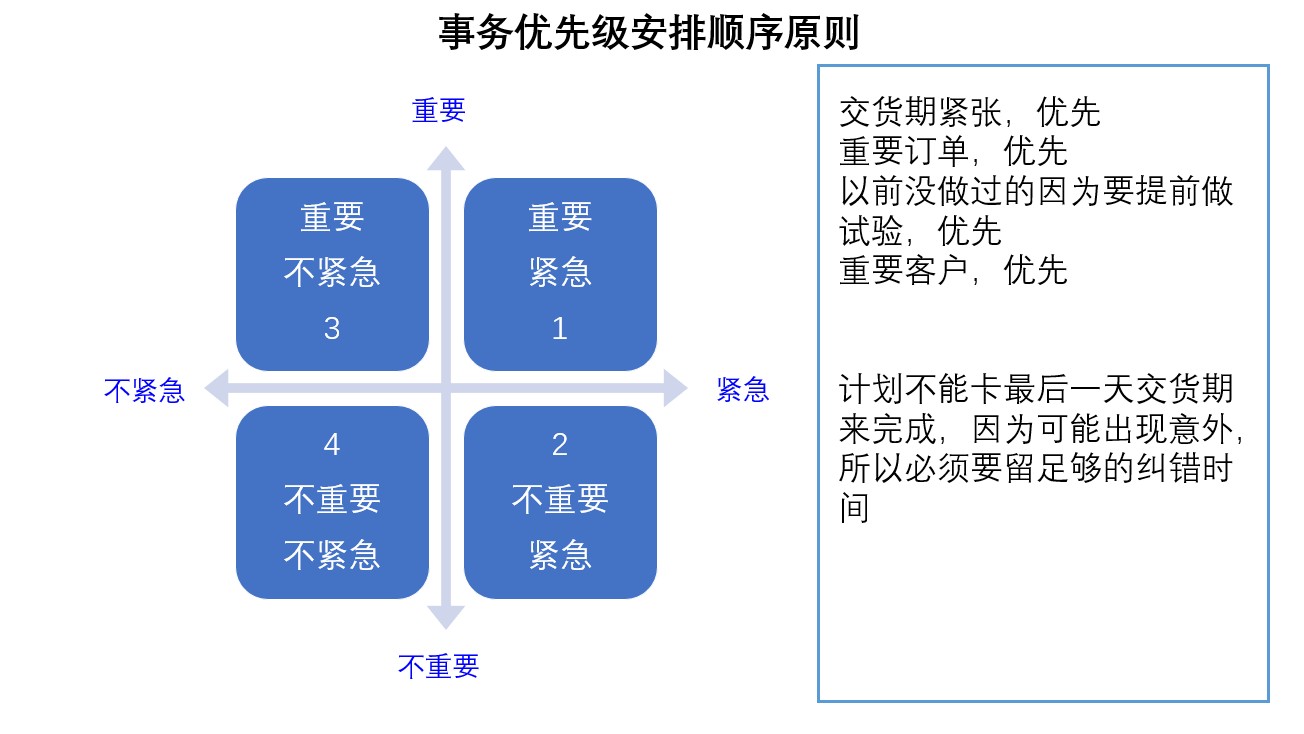 事务优先级安排顺序原则
重要
重要
不紧急
3
重要
紧急
1
不紧急
紧急
4
不重要
不紧急
2
不重要
紧急
不重要
交货期紧张，优先
重要订单，优先
以前没做过的因为要提前做
试验，优先
重要客户，优先
计划不能卡最后一天交货期
来完成，因为可能出现意外，
所以必须要留足够的纠错时
间